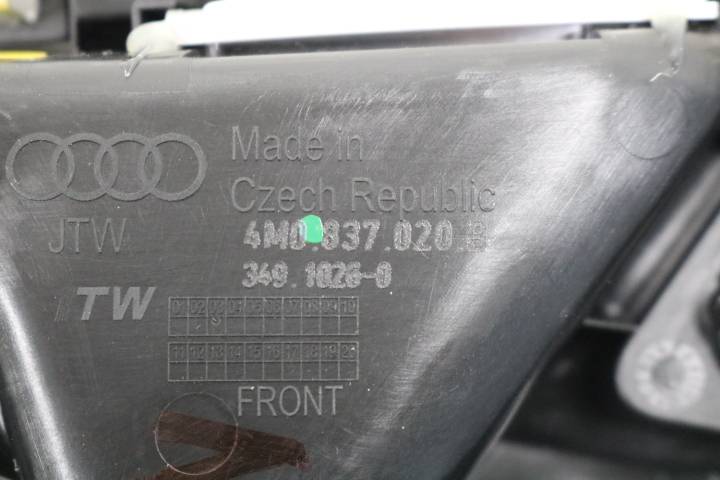 Made in
Czech Republic
JTW
4M0.837.020.B
349.1026-0
TW
01 02 03 04 05 06 07 08 09 10
11 12 13 14 15 16 17 18 19 20
FRONT